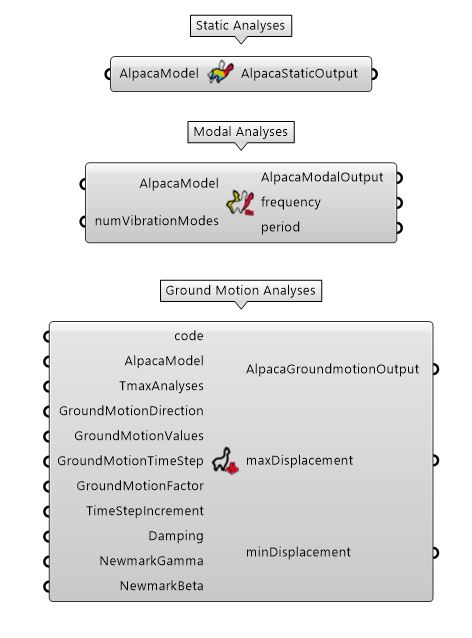 Static Analyses
AlpacaModel AlpacaStaticOutput
Modal Analyses
AlpacaModel
numVibrationModes
AlpacaModalOutput
frequency
period
Ground Motion Analyses
code
AlpacaModel
TmaxAnalyses
GroundMotionDirection
GroundMotionValues
GroundMotionTimeStep
GroundMotionFactor
TimeStepIncrement
Damping
NewmarkGamma
NewmarkBeta
AlpacaGroundmotionOutput
maxDisplacement
minDisplacement